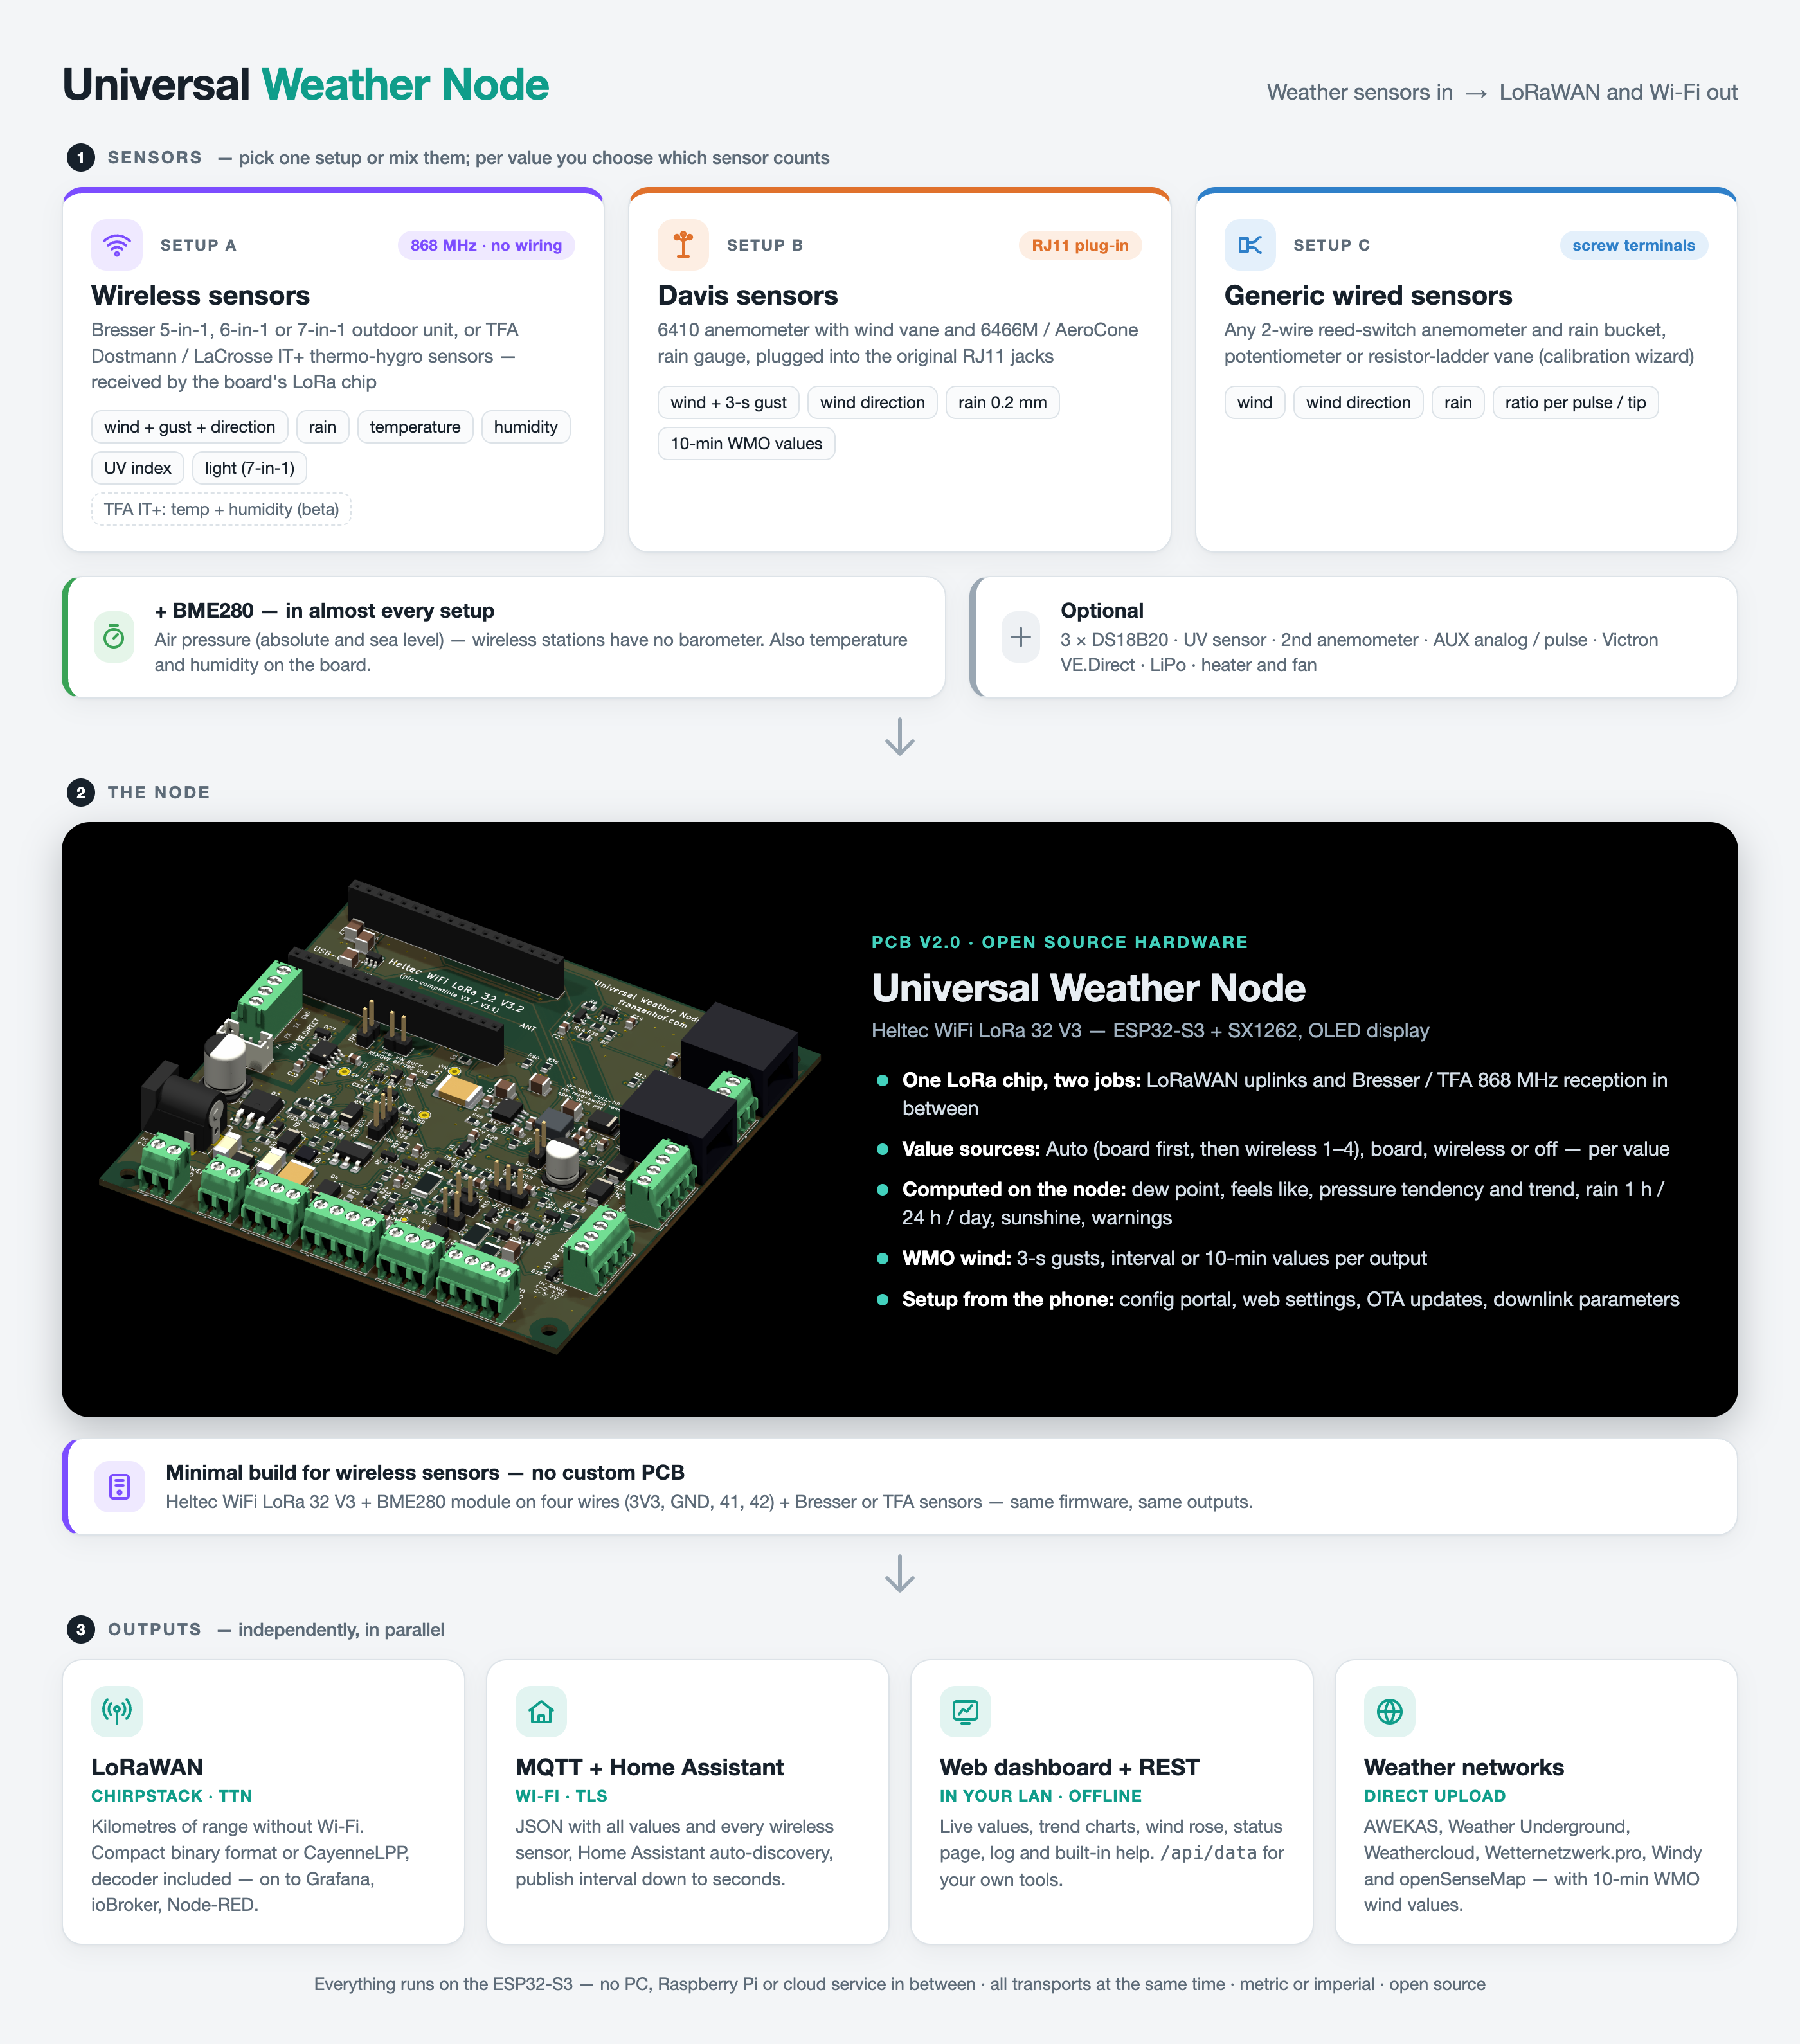 Universal Weather Node
Weather sensors in → LoRaWAN and Wi-Fi out
1 SENSORS — pick one setup or mix them; per value you choose which sensor counts
SETUP A
868 MHz · no wiring
Wireless sensors
Bresser 5-in-1, 6-in-1 or 7-in-1 outdoor unit, or TFA
Dostmann / LaCrosse IT+ thermo-hygro sensors —
received by the board's LoRa chip
wind + gust + direction
rain
temperature
humidity
UV index
light (7-in-1)
TFA IT+: temp + humidity (beta)
SETUP B
RJ11 plug-in
Davis sensors
6410 anemometer with wind vane and 6466M / AeroCone
rain gauge, plugged into the original RJ11 jacks
wind + 3-s gust
wind direction
rain 0.2 mm
10-min WMO values
SETUP C
screw terminals
Generic wired sensors
Any 2-wire reed-switch anemometer and rain bucket,
potentiometer or resistor-ladder vane (calibration wizard)
wind
wind direction
rain
ratio per pulse / tip
+ BME280 — in almost every setup
Air pressure (absolute and sea level) — wireless stations have no barometer. Also temperature
and humidity on the board.
Optional
3 × DS18B20 · UV sensor · 2nd anemometer · AUX analog / pulse · Victron
VE.Direct · LiPo · heater and fan
2 THE NODE
Heltec WiFi LoRa 32 V3.2
(pin-compatible V3 / V3.1)
Universal Weather Node
franzenhof.com
ANT
PCB V2.0 · OPEN SOURCE HARDWARE
Universal Weather Node
Heltec WiFi LoRa 32 V3 — ESP32-S3 + SX1262, OLED display
One LoRa chip, two jobs: LoRaWAN uplinks and Bresser / TFA 868 MHz reception in
between
Value sources: Auto (board first, then wireless 1–4), board, wireless or off — per value
Computed on the node: dew point, feels like, pressure tendency and trend, rain 1 h /
24 h / day, sunshine, warnings
WMO wind: 3-s gusts, interval or 10-min values per output
Setup from the phone: config portal, web settings, OTA updates, downlink parameters
Minimal build for wireless sensors — no custom PCB
Heltec WiFi LoRa 32 V3 + BME280 module on four wires (3V3, GND, 41, 42) + Bresser or TFA sensors — same firmware, same outputs.
3 OUTPUTS — independently, in parallel
LoRaWAN
CHIRPSTACK · TTN
Kilometres of range without Wi-Fi.
Compact binary format or CayenneLPP,
decoder included — on to Grafana,
ioBroker, Node-RED.
MQTT + Home Assistant
WI-FI · TLS
JSON with all values and every wireless
sensor, Home Assistant auto-discovery,
publish interval down to seconds.
Web dashboard + REST
IN YOUR LAN · OFFLINE
Live values, trend charts, wind rose, status
page, log and built-in help. /api/data for
your own tools.
Weather networks
DIRECT UPLOAD
AWEKAS, Weather Underground,
Weathercloud, Wetternetzwerk.pro, Windy
and openSenseMap — with 10-min WMO
wind values.
Everything runs on the ESP32-S3 — no PC, Raspberry Pi or cloud service in between · all transports at the same time · metric or imperial · open source